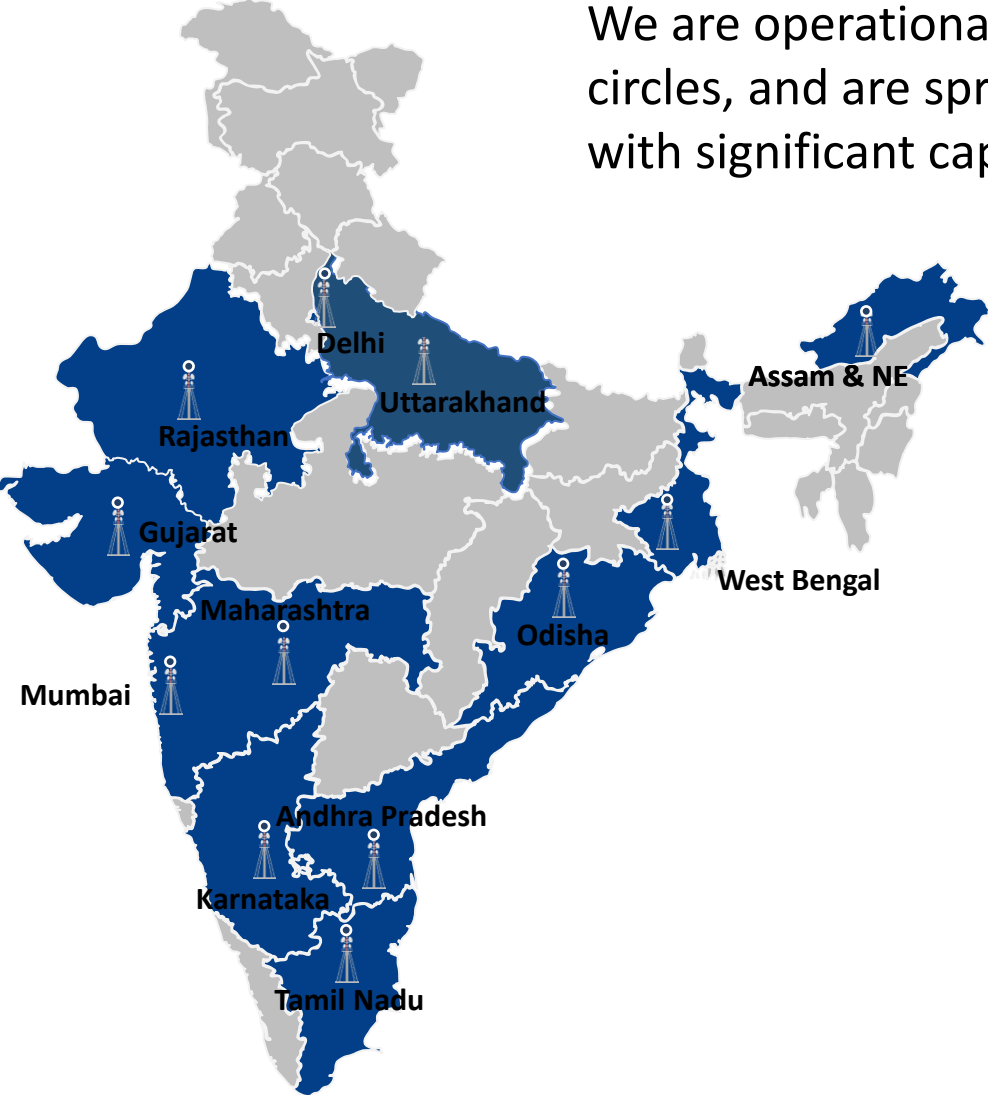 We are operationa
circles, and are spr
with significant cap
Delhi
Assam & NE
Uttarakhand
Rajasthan
Gujarat
West Bengal
Maharashtra
Odisha
Mumbai
Andhra Pradesh
Karnataka
Tamil Nadu